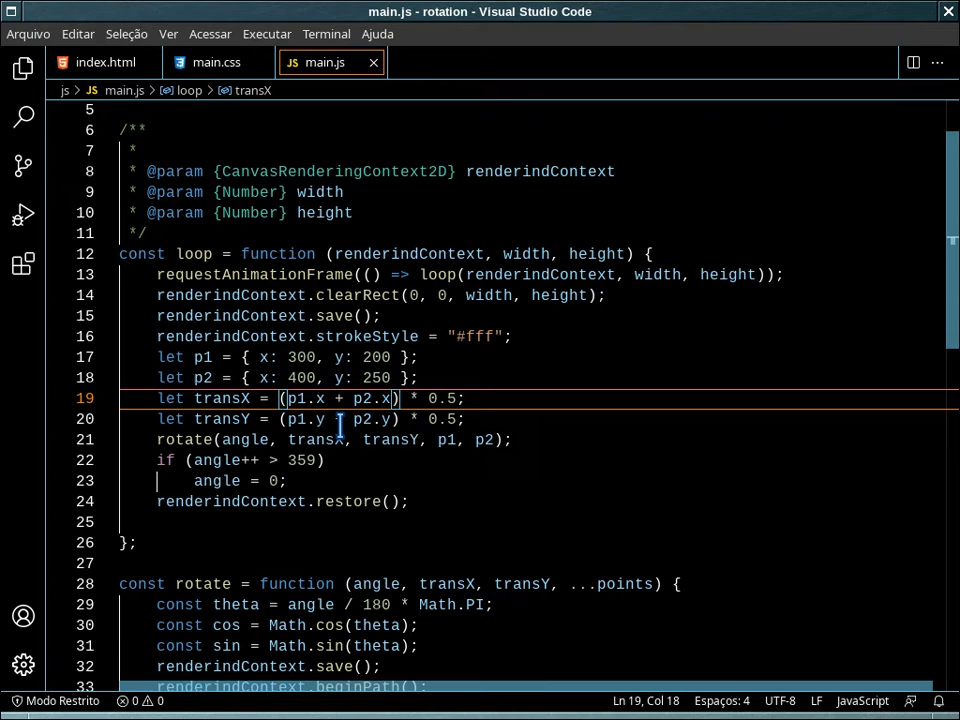 main.js - rotation - Visual Studio Code
Arquivo Editar Seleção Ver Acessar Executar Terminal Ajuda
index.html main.css JS main.js
js > JS main.js > loop > transX
5
6 /**
7 *
8 * @param {CanvasRenderingContext2D} renderindContext
9 * @param {Number} width
10 * @param {Number} height
11 */
12 const loop = function (renderindContext, width, height) {
13 requestAnimationFrame(() => loop(renderindContext, width, height));
14 renderindContext.clearRect(0, 0, width, height);
15 renderindContext.save();
16 renderindContext.strokeStyle = "#fff";
17 let p1 = { x: 300, y: 200 };
18 let p2 = { x: 400, y: 250 };
19 let transX = (p1.x + p2.x) * 0.5;
20 let transY = (p1.y p2.y) * 0.5;
21 rotate(angle, transX, transY, p1, p2);
22 if (angle++ > 359)
23 angle = 0;
24 renderindContext.restore();
25
26 };
27
28 const rotate = function (angle, transX, transY, ...points) {
29 const theta = angle / 180 * Math.PI;
30 const cos = Math.cos(theta);
31 const sin = Math.sin(theta);
32 renderindContext.save();
33 renderindContext.beginPath();
Modo Restrito 0 0 Ln 19, Col 18 Espaços: 4 UTF-8 LF JavaScript